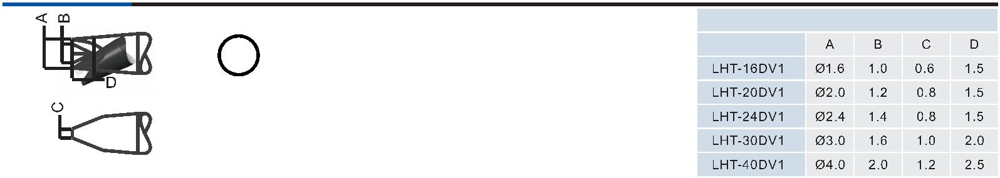 A
B
D
C
A B C D
LHT-16DV1 Ø1.6 1.0 0.6 1.5
LHT-20DV1 Ø2.0 1.2 0.8 1.5
LHT-24DV1 Ø2.4 1.4 0.8 1.5
LHT-30DV1 Ø3.0 1.6 1.0 2.0
LHT-40DV1 Ø4.0 2.0 1.2 2.5